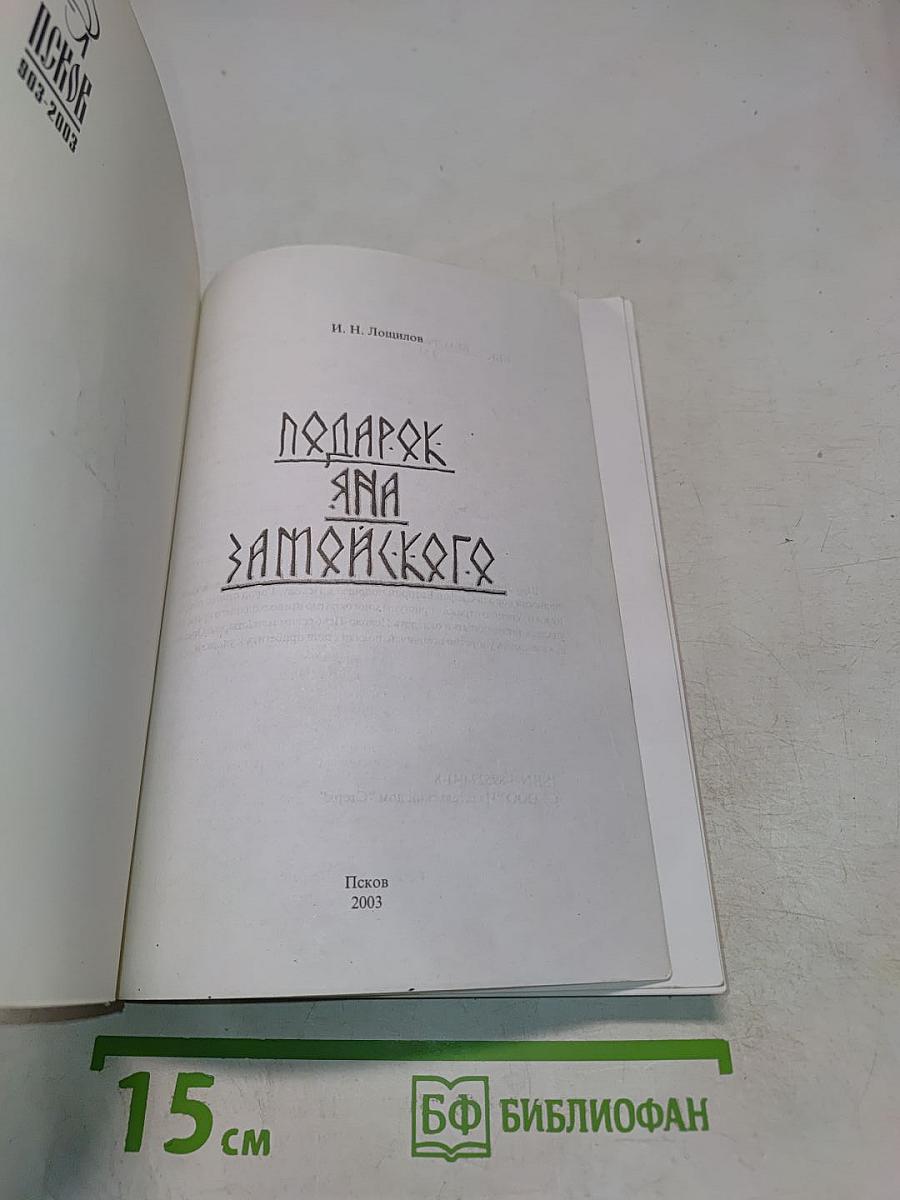 ПСКОВ
903-2003
И. Н. Лощилов
ПОДАРОК
ЯНА
ЗАМОЙСКОГО
Псков
2003
15 см
БФ БИБЛИОФАН